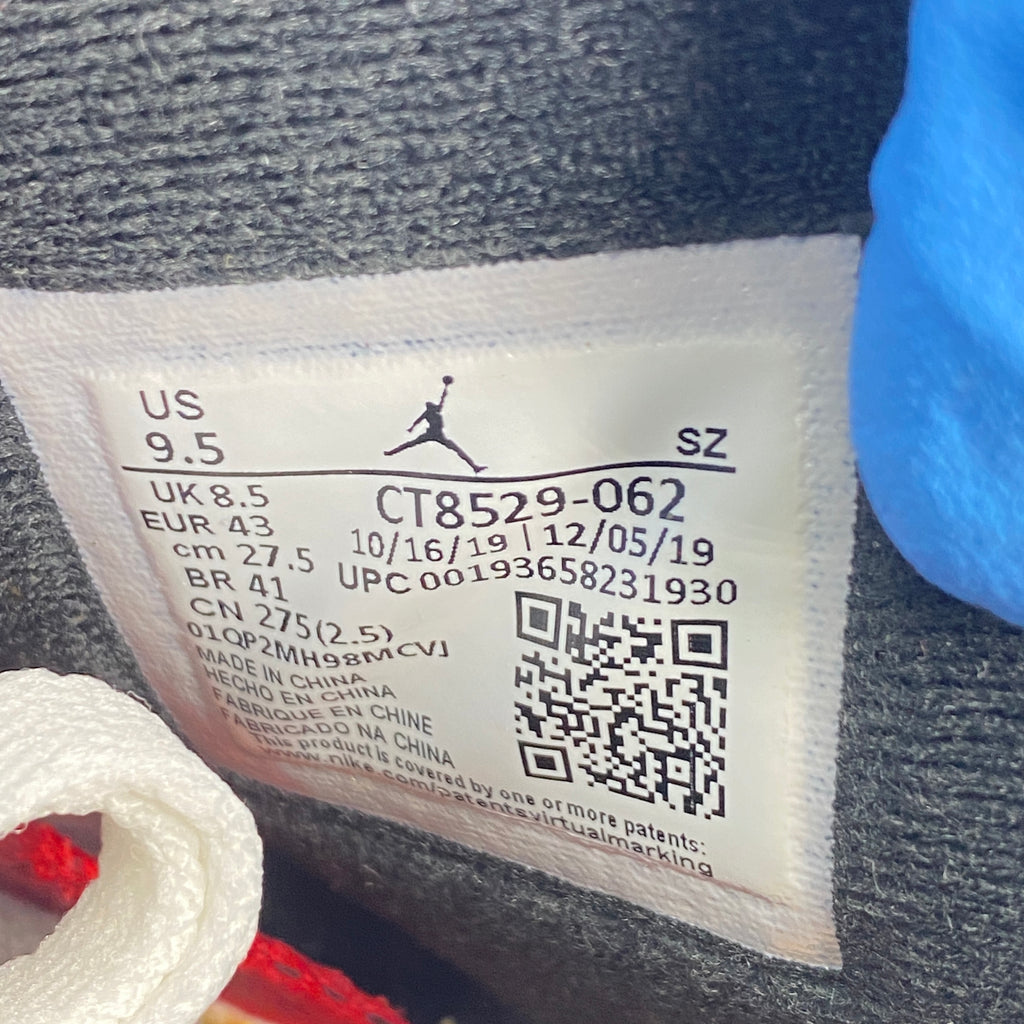 US
9.5
SZ
UK 8.5
EUR 43
cm 27.5
BR 41
CN 275(2.5)
01QP2MH98MCVJ
MADE IN CHINA
HECHO EN CHINA
FABRIQUE EN CHINE
FABRICADO NA CHINA
CT8529-062
10/16/19 | 12/05/19
UPC 00193658231930
This product is covered by one or more patents:
www.nike.com/patentsvirtualmarking